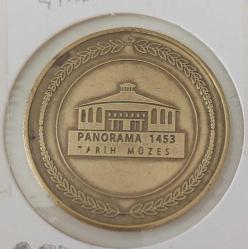 PANORAMA 1453
TARİH MÜZESİ